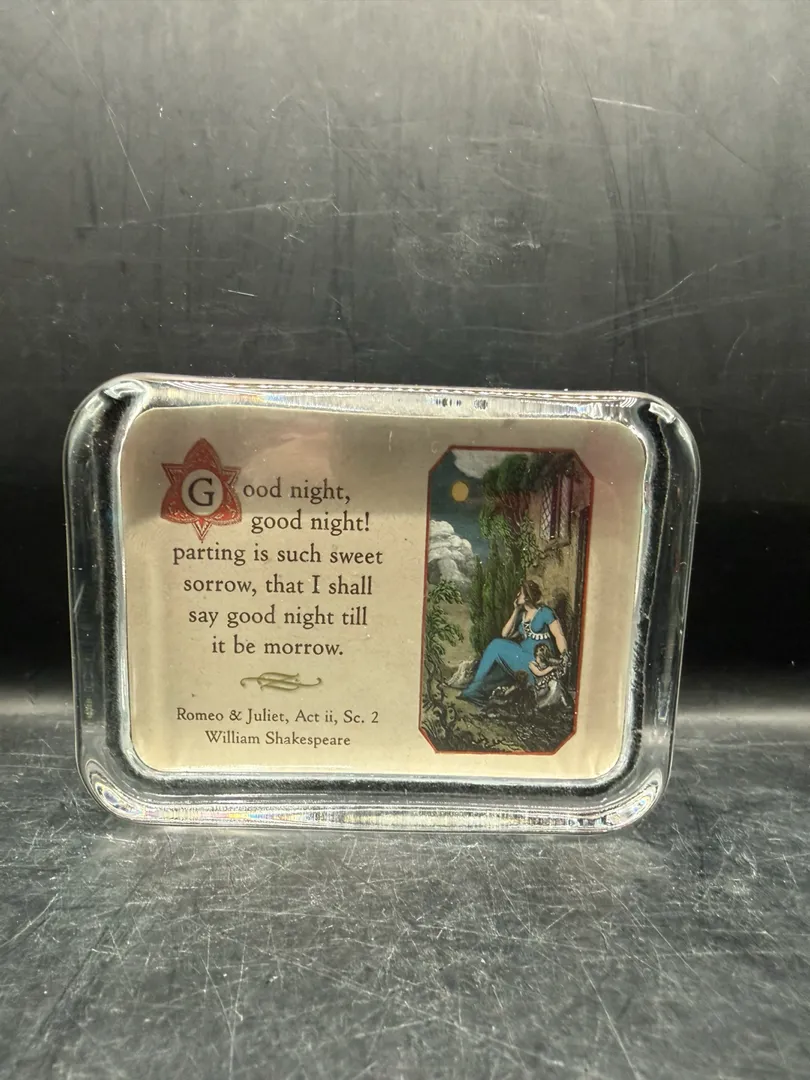 Good night,
good night!
parting is such sweet
sorrow, that I shall
say good night till
it be morrow.
Romeo & Juliet, Act ii, Sc. 2
William Shakespeare